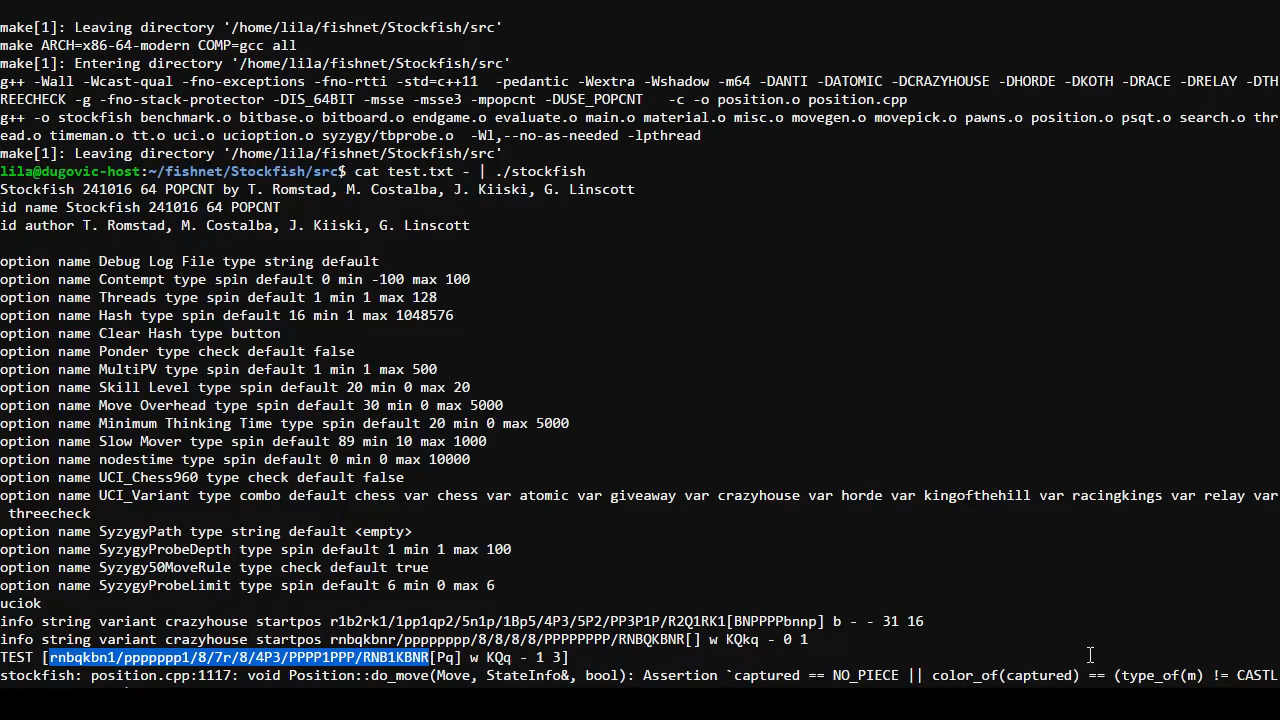 make[1]: Leaving directory '/home/lila/fishnet/Stockfish/src'
make ARCH=x86-64-modern COMP=gcc all
make[1]: Entering directory '/home/lila/fishnet/Stockfish/src'
g++ -Wall -Wcast-qual -fno-exceptions -fno-rtti -std=c++11  -pedantic -Wextra -Wshadow -m64 -DANTI -DATOMIC -DCRAZYHOUSE -DHORDE -DKOTH -DRACE -DRELAY -DTH
REECHECK -g -fno-stack-protector -DIS_64BIT -msse -msse3 -mpopcnt -DUSE_POPCNT   -c -o position.o position.cpp
g++ -o stockfish benchmark.o bitbase.o bitboard.o endgame.o evaluate.o main.o material.o misc.o movegen.o movepick.o pawns.o position.o psqt.o search.o thr
ead.o timeman.o tt.o uci.o ucioption.o syzygy/tbprobe.o  -Wl,--no-as-needed -lpthread
make[1]: Leaving directory '/home/lila/fishnet/Stockfish/src'
lila@dugovic-host:~/fishnet/Stockfish/src$ cat test.txt - | ./stockfish
Stockfish 241016 64 POPCNT by T. Romstad, M. Costalba, J. Kiiski, G. Linscott
id name Stockfish 241016 64 POPCNT
id author T. Romstad, M. Costalba, J. Kiiski, G. Linscott
option name Debug Log File type string default
option name Contempt type spin default 0 min -100 max 100
option name Threads type spin default 1 min 1 max 128
option name Hash type spin default 16 min 1 max 1048576
option name Clear Hash type button
option name Ponder type check default false
option name MultiPV type spin default 1 min 1 max 500
option name Skill Level type spin default 20 min 0 max 20
option name Move Overhead type spin default 30 min 0 max 5000
option name Minimum Thinking Time type spin default 20 min 0 max 5000
option name Slow Mover type spin default 89 min 10 max 1000
option name nodestime type spin default 0 min 0 max 10000
option name UCI_Chess960 type check default false
option name UCI_Variant type combo default chess var chess var atomic var giveaway var crazyhouse var horde var kingofthehill var racingkings var relay var
threecheck
option name SyzygyPath type string default <empty>
option name SyzygyProbeDepth type spin default 1 min 1 max 100
option name Syzygy50MoveRule type check default true
option name SyzygyProbeLimit type spin default 6 min 0 max 6
uciok
info string variant crazyhouse startpos r1b2rk1/1pp1qp2/5n1p/1Bp5/4P3/5P2/PP3P1P/R2Q1RK1[BNPPPPbnnp] b - - 31 16
info string variant crazyhouse startpos rnbqkbnr/pppppppp/8/8/8/8/PPPPPPPP/RNBQKBNR[] w KQkq - 0 1
TEST [rnbqkbn1/ppppppp1/8/7r/8/4P3/PPPP1PPP/RNB1KBNR[Pq] w KQq - 1 3]
stockfish: position.cpp:1117: void Position::do_move(Move, StateInfo&, bool): Assertion `captured == NO_PIECE || color_of(captured) == (type_of(m) != CASTL